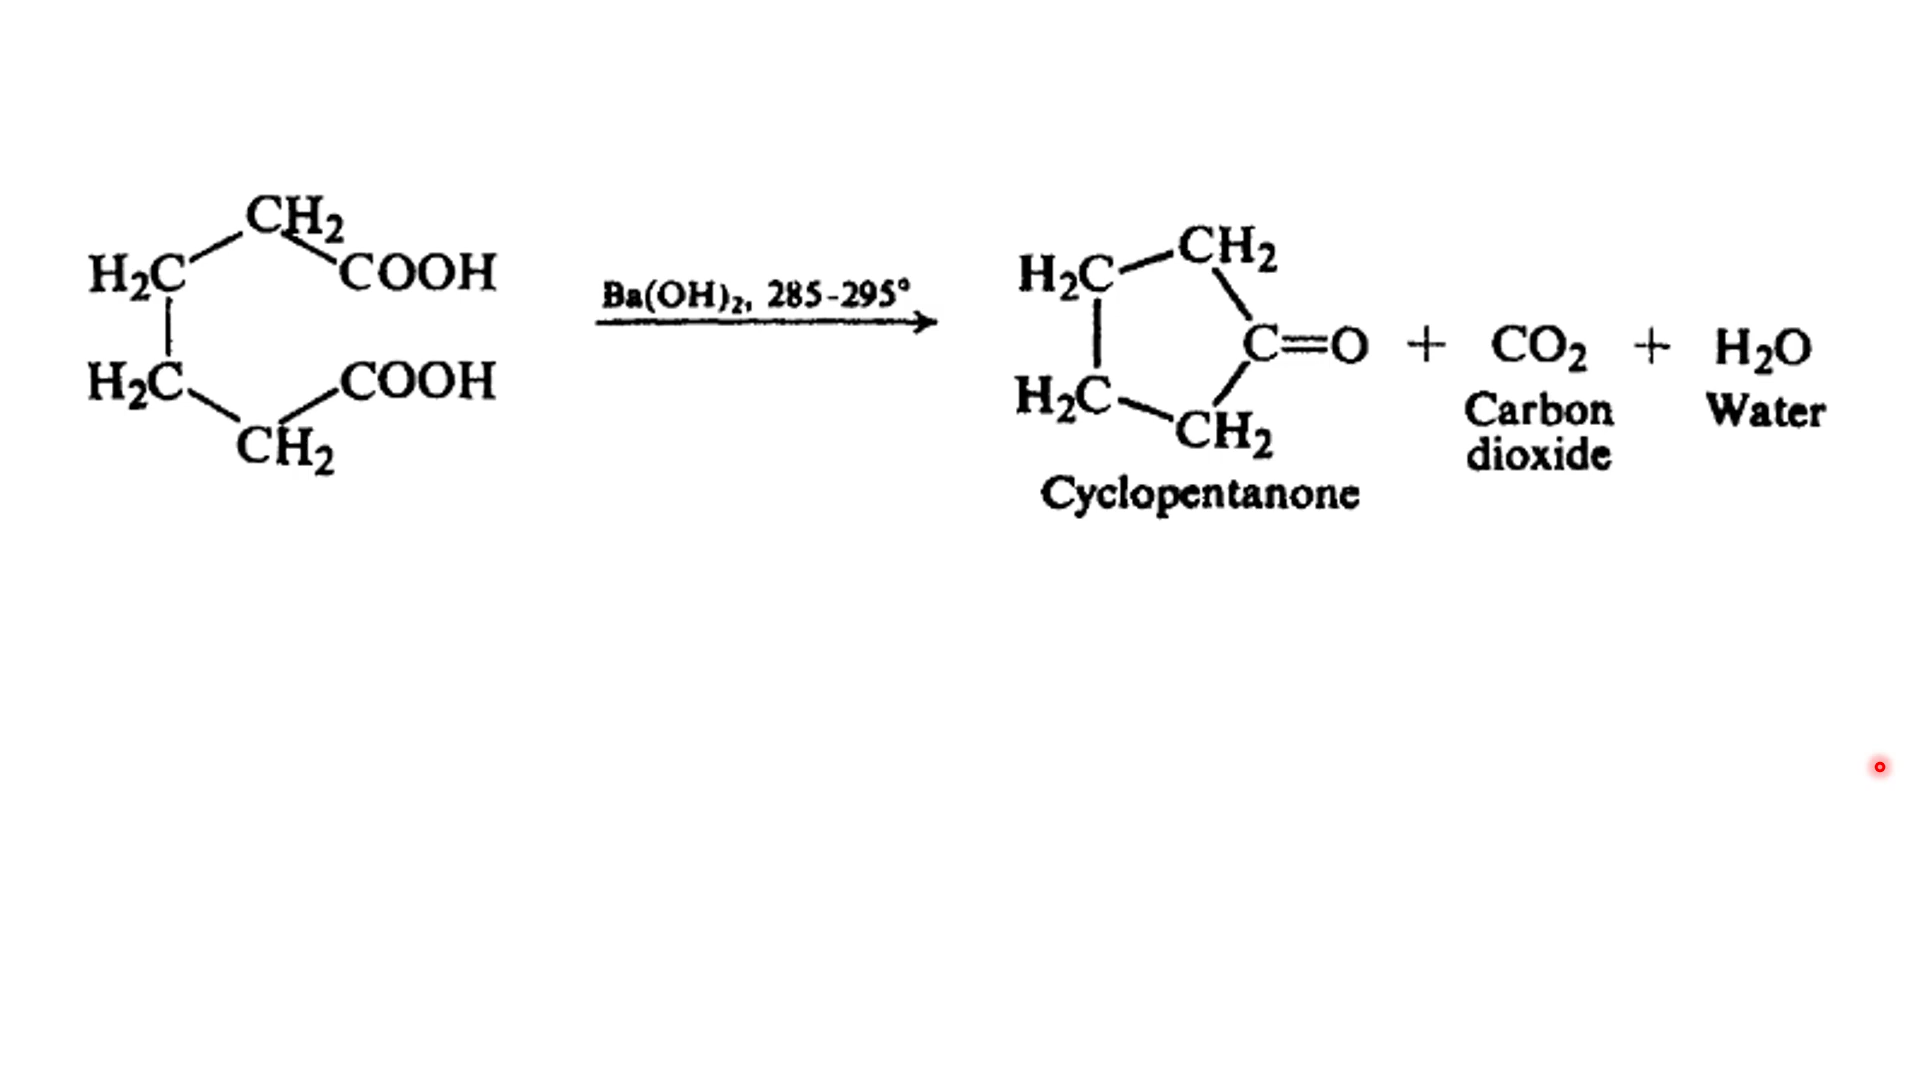 CH₂
H₂C COOH
H₂C COOH
CH₂
Ba(OH)₂, 285-295°
CH₂
H₂C
C=O + CO₂ + H₂O
H₂C
CH₂
Carbon
dioxide
Water
Cyclopentanone